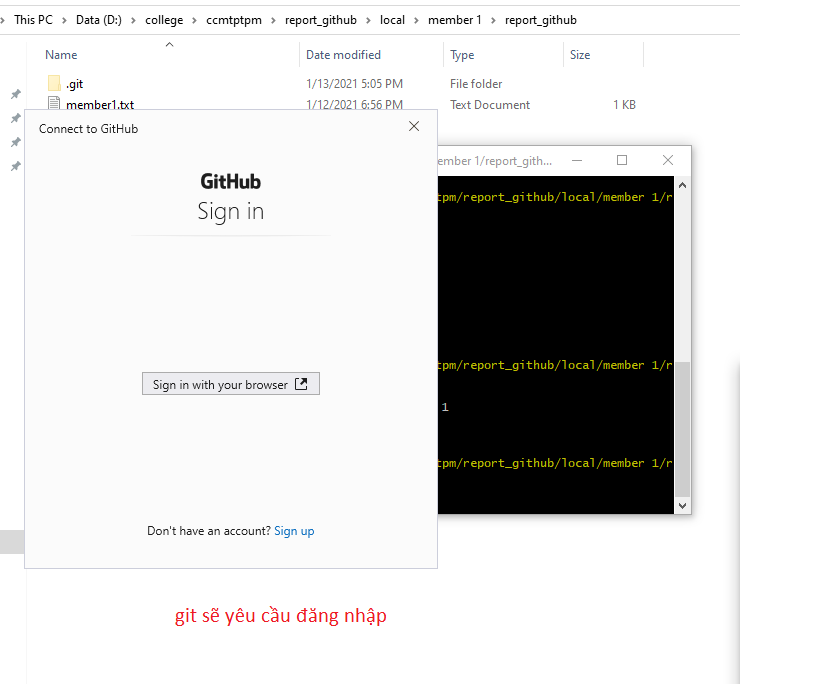 This PC > Data (D:) > college > ccmtptpm > report_github > local > member 1 > report_github
Name Date modified Type Size
.git 1/13/2021 5:05 PM File folder
member1.txt 1/12/2021 6:56 PM Text Document 1 KB
Connect to GitHub
ember 1/report_gith...
GitHub
Sign in
tpm/report_github/local/member 1/r
Sign in with your browser
tpm/report_github/local/member 1/r
1
tpm/report_github/local/member 1/r
Don't have an account? Sign up
git sẽ yêu cầu đăng nhập